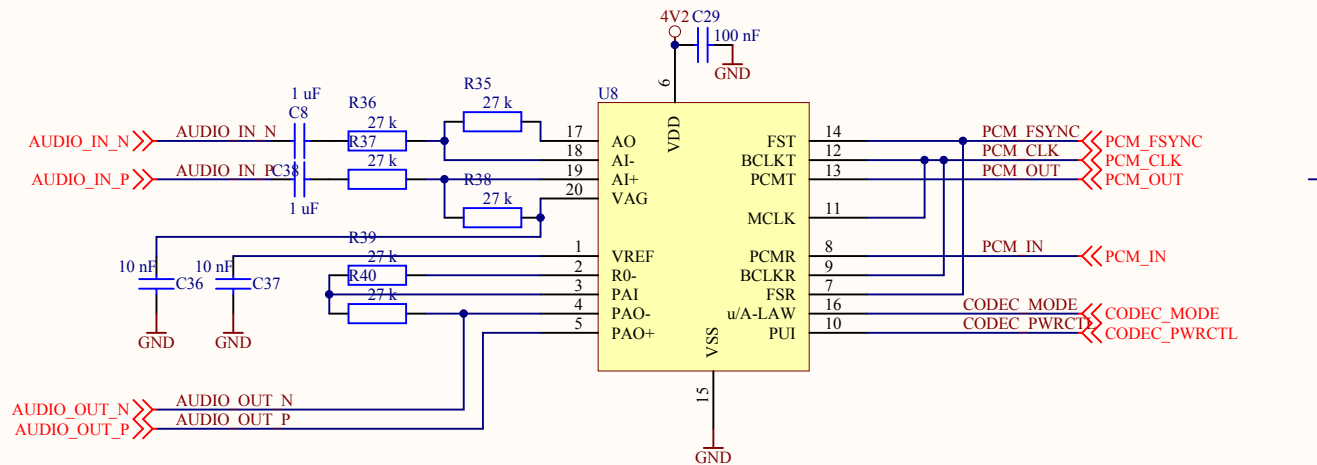 4V2
C29
100 nF
GND
6
U8
VDD
R35
27 k
1 uF
C8
R36
27 k
AUDIO_IN_N
AUDIO_IN_N
17
AO
18
AI-
R37
27 k
AUDIO_IN_P
AUDIO_IN_P
C38
1 uF
19
AI+
R38
27 k
20
VAG
10 nF
C36
GND
10 nF
C37
GND
1
VREF
R39
27 k
2
R0-
R40
27 k
3
PAI
4
PAO-
5
PAO+
AUDIO_OUT_N
AUDIO_OUT_N
AUDIO_OUT_P
AUDIO_OUT_P
FST
14
PCM_FSYNC
PCM_FSYNC
BCLKT
12
PCM_CLK
PCM_CLK
PCMT
13
PCM_OUT
PCM_OUT
MCLK
11
PCMR
8
PCM_IN
PCM_IN
BCLKR
9
FSR
7
u/A-LAW
16
CODEC_MODE
CODEC_MODE
PUI
10
CODEC_PWRCTL
CODEC_PWRCTL
VSS
15
GND